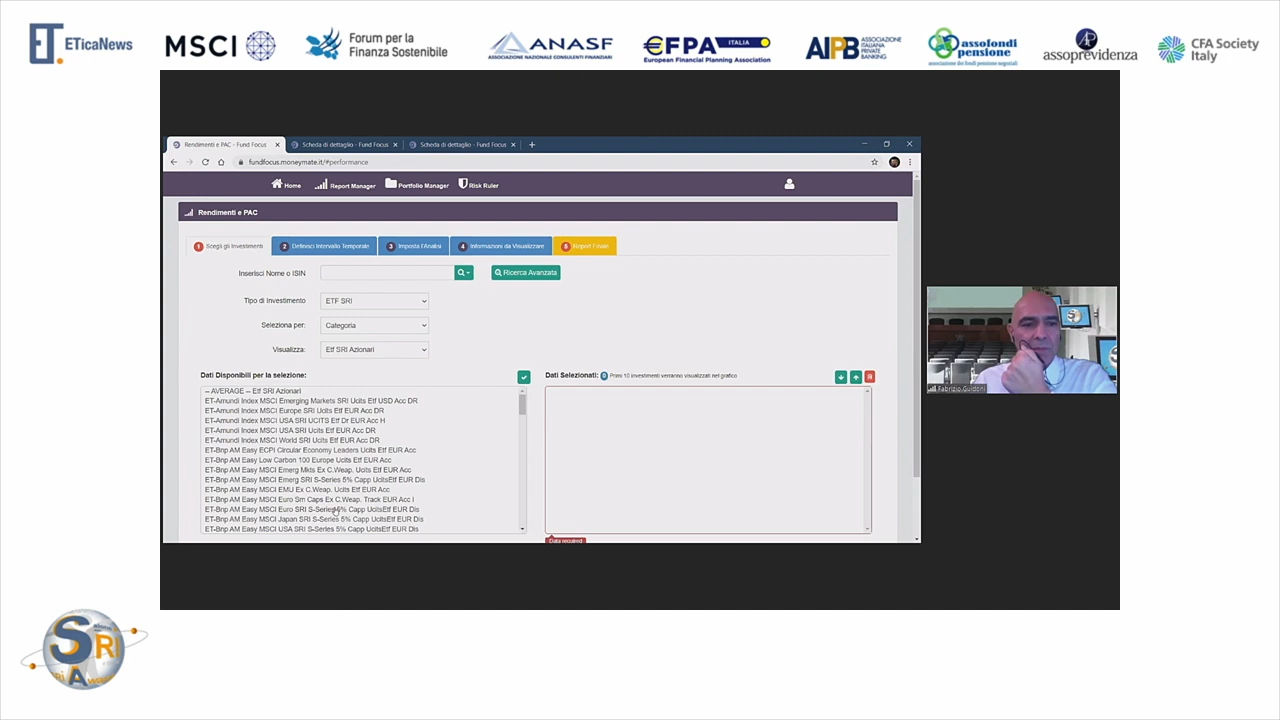 ETicaNews
MSCI
Forum per la
Finanza Sostenibile
ANASF
ASSOCIAZIONE NAZIONALE CONSULENTI FINANZIARI
€FPA ITALIA
European Financial Planning Association
AIPB ASSOCIAZIONE
ITALIANA
PRIVATE
BANKING
assofondi
pensione
associazione dei fondi pensione negoziali
AP
assoprevidenza
CFA Society
Italy
Rendimenti e PAC - Fund Focus
Scheda di dettaglio - Fund Focus
Scheda di dettaglio - Fund Focus
fundfocus.moneymate.it/#performance
Home
Report Manager
Portfolio Manager
Risk Ruler
Rendimenti e PAC
1 Scegli gli Investimenti
2 Definisci Intervallo Temporale
3 Imposta l'Analisi
4 Informazioni da Visualizzare
5 Report Finale
Inserisci Nome o ISIN
Ricerca Avanzata
Tipo di Investimento
ETF SRI
Seleziona per:
Categoria
Visualizza:
Etf SRI Azionari
Dati Disponibili per la selezione:
Dati Selezionati: 0 Primi 10 investimenti verranno visualizzati nel grafico
-- AVERAGE -- Etf SRI Azionari
ET-Amundi Index MSCI Emerging Markets SRI Ucits Etf USD Acc DR
ET-Amundi Index MSCI Europe SRI Ucits Etf EUR Acc DR
ET-Amundi Index MSCI USA SRI UCITS Etf Dr EUR Acc H
ET-Amundi Index MSCI USA SRI Ucits Etf EUR Acc DR
ET-Amundi Index MSCI World SRI Ucits Etf EUR Acc DR
ET-Bnp AM Easy ECPI Circular Economy Leaders Ucits Etf EUR Acc
ET-Bnp AM Easy Low Carbon 100 Europe Ucits Etf EUR Acc
ET-Bnp AM Easy MSCI Emerg Mkts Ex C.Weap. Ucits Etf EUR Acc
ET-Bnp AM Easy MSCI Emerg SRI S-Series 5% Capp UcitsEtf EUR Dis
ET-Bnp AM Easy MSCI EMU Ex C.Weap. Ucits Etf EUR Acc
ET-Bnp AM Easy MSCI Euro Sm Caps Ex C.Weap. Track EUR Acc I
ET-Bnp AM Easy MSCI Euro SRI S-Series 5% Capp UcitsEtf EUR Dis
ET-Bnp AM Easy MSCI Japan SRI S-Series 5% Capp UcitsEtf EUR Dis
ET-Bnp AM Easy MSCI USA SRI S-Series 5% Capp UcitsEtf EUR Dis
Data required
Fabrizio Guidoni
SRI